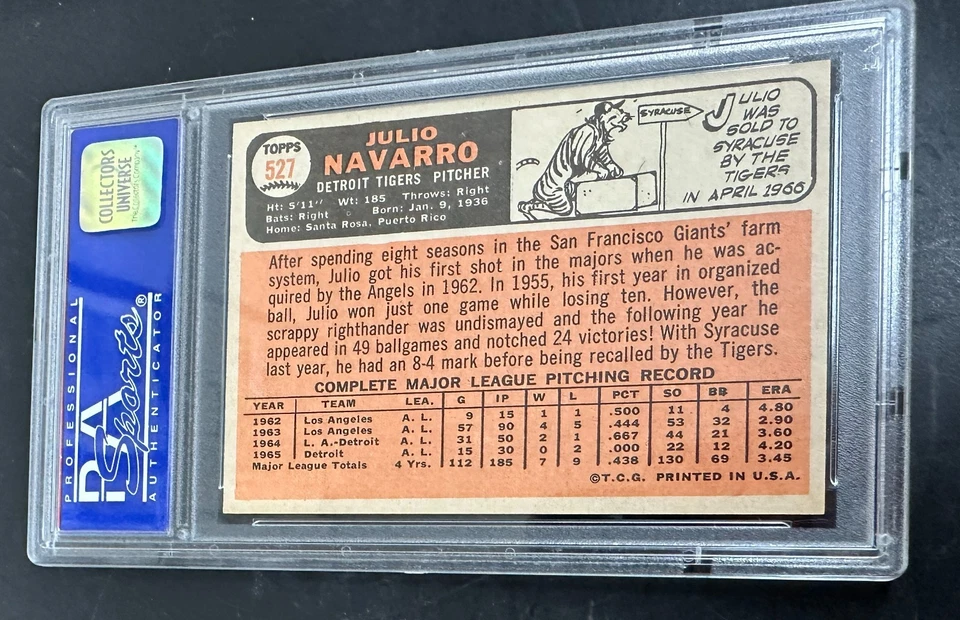 COLLECTORS
UNIVERSE
PROFESSIONAL
PSA
Sports®
AUTHENTICATOR
TOPPS
527
JULIO
NAVARRO
DETROIT TIGERS PITCHER
Ht: 5'11" Wt: 185 Throws: Right
Bats: Right Born: Jan. 9, 1936
Home: Santa Rosa, Puerto Rico
SYRACUSE
JULIO
WAS
SOLD TO
SYRACUSE
BY THE
TIGERS
IN APRIL 1966
After spending eight seasons in the San Francisco Giants' farm
system, Julio got his first shot in the majors when he was ac-
quired by the Angels in 1962. In 1955, his first year in organized
ball, Julio won just one game while losing ten. However, the
scrappy righthander was undismayed and the following year he
appeared in 49 ballgames and notched 24 victories! With Syracuse
last year, he had an 8-4 mark before being recalled by the Tigers.
COMPLETE MAJOR LEAGUE PITCHING RECORD
YEAR TEAM LEA. G IP W L PCT SO BB ERA
1962 Los Angeles A. L. 9 15 1 1 .500 11 4 4.80
1963 Los Angeles A. L. 57 90 4 5 .444 53 32 2.90
1964 L. A.-Detroit A. L. 31 50 2 1 .667 44 21 3.60
1965 Detroit A. L. 15 30 0 2 .000 22 12 4.20
Major League Totals 4 Yrs. 112 185 7 9 .438 130 69 3.45
©T.C.G. PRINTED IN U.S.A.